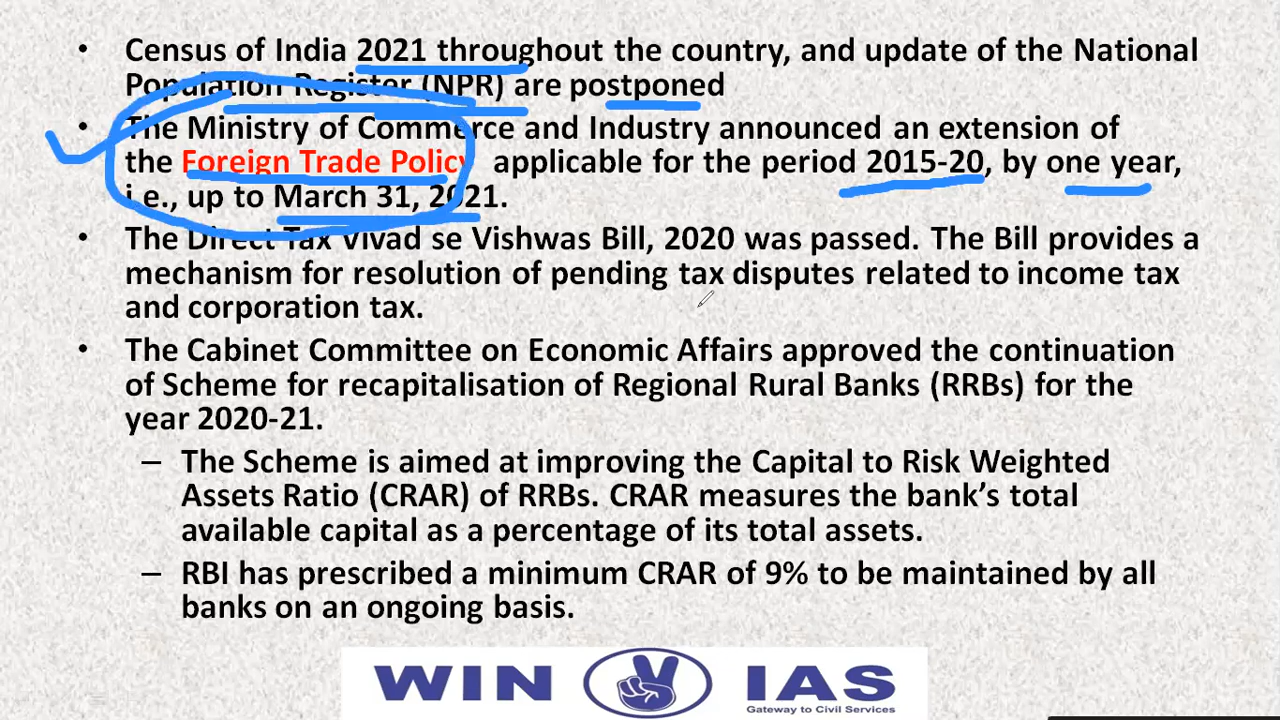 • Census of India 2021 throughout the country, and update of the National
Population Register (NPR) are postponed
• The Ministry of Commerce and Industry announced an extension of
the Foreign Trade Policy applicable for the period 2015-20, by one year,
i.e., up to March 31, 2021.
• The Direct Tax Vivad se Vishwas Bill, 2020 was passed. The Bill provides a
mechanism for resolution of pending tax disputes related to income tax
and corporation tax.
• The Cabinet Committee on Economic Affairs approved the continuation
of Scheme for recapitalisation of Regional Rural Banks (RRBs) for the
year 2020-21.
– The Scheme is aimed at improving the Capital to Risk Weighted
Assets Ratio (CRAR) of RRBs. CRAR measures the bank’s total
available capital as a percentage of its total assets.
– RBI has prescribed a minimum CRAR of 9% to be maintained by all
banks on an ongoing basis.
WIN IAS
Gateway to Civil Services